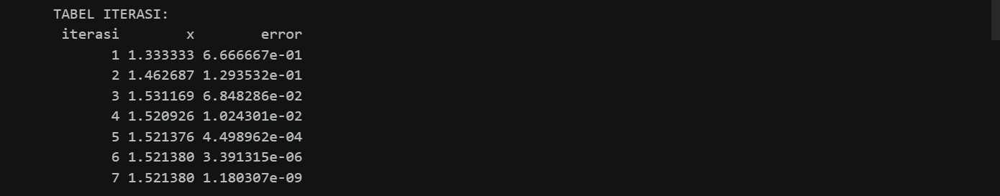 TABEL ITERASI:
iterasi x error
1 1.333333 6.666667e-01
2 1.462687 1.293532e-01
3 1.531169 6.848286e-02
4 1.520926 1.024301e-02
5 1.521376 4.498962e-04
6 1.521380 3.391315e-06
7 1.521380 1.180307e-09